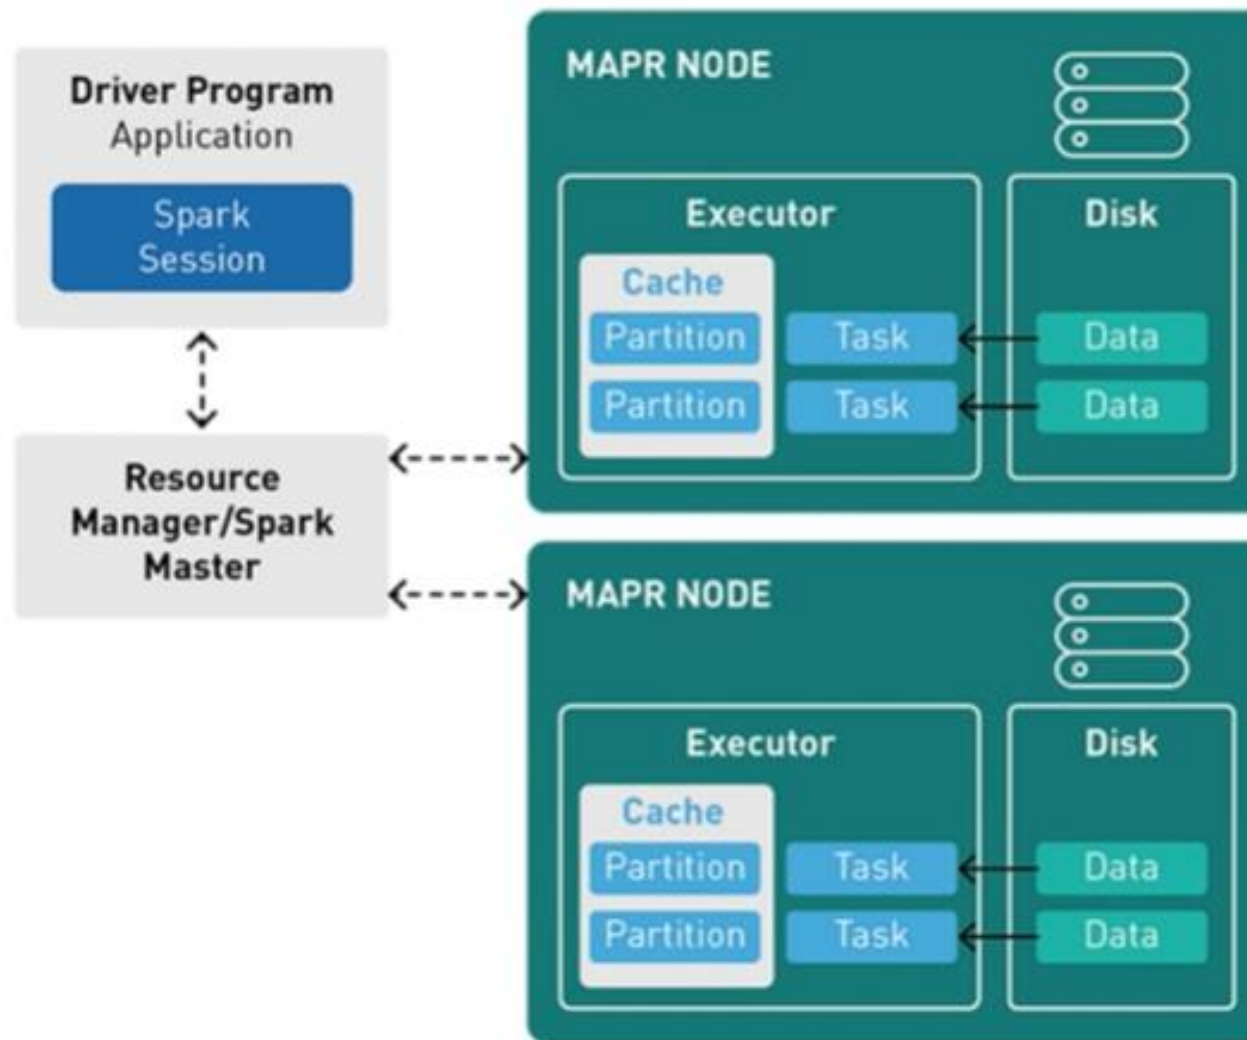 Driver Program
Application
Spark
Session
Resource
Manager/Spark
Master
MAPR NODE
Executor
Disk
Cache
Partition
Task
Data
Partition
Task
Data
MAPR NODE
Executor
Disk
Cache
Partition
Task
Data
Partition
Task
Data